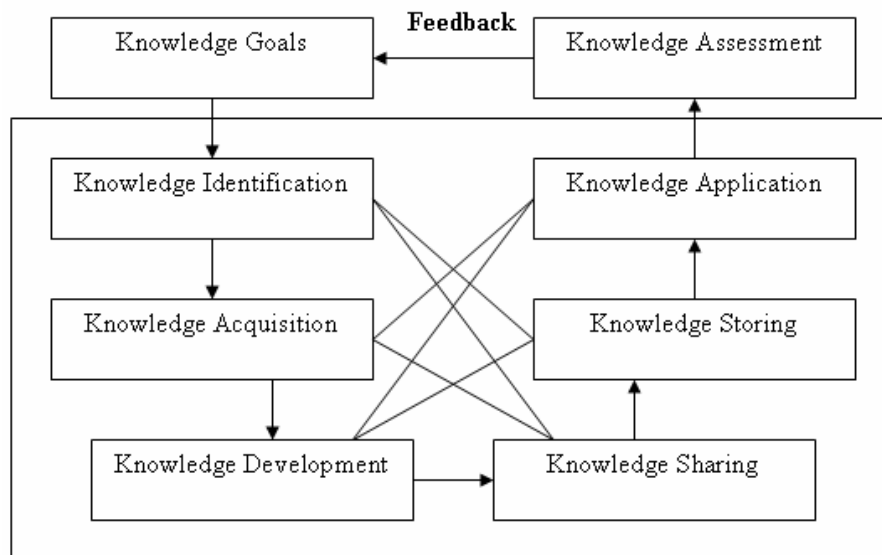 Feedback
Knowledge Goals
Knowledge Assessment
Knowledge Identification
Knowledge Application
Knowledge Acquisition
Knowledge Storing
Knowledge Development
Knowledge Sharing